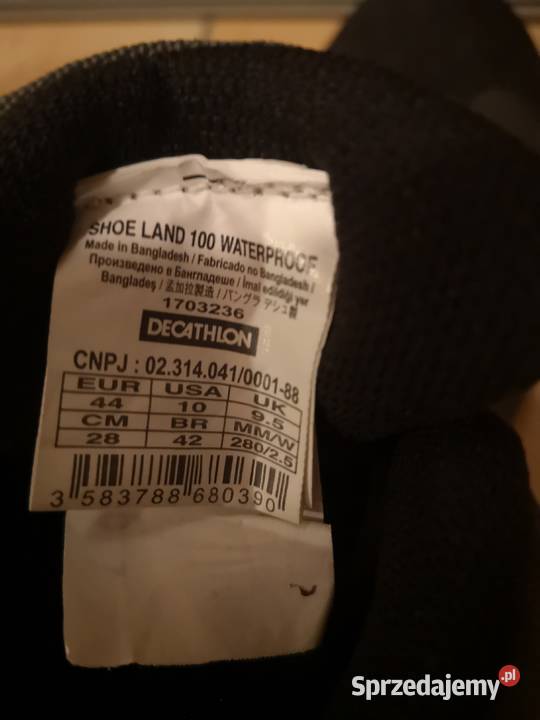 SHOE LAND 100 WATERPROOF
Made in Bangladesh / Fabricado no Bangladesh /
Произведено в Бангладеше / İmal edildiği yer
Bangladeş / 孟加拉製造 / バングラデシュ製
1703236
DECATHLON
CNPJ : 02.314.041/0001-88
EUR USA UK
44 10 9.5
CM BR MM/W
28 42 280/2.5
3 583788 680390
Sprzedajemy.pl